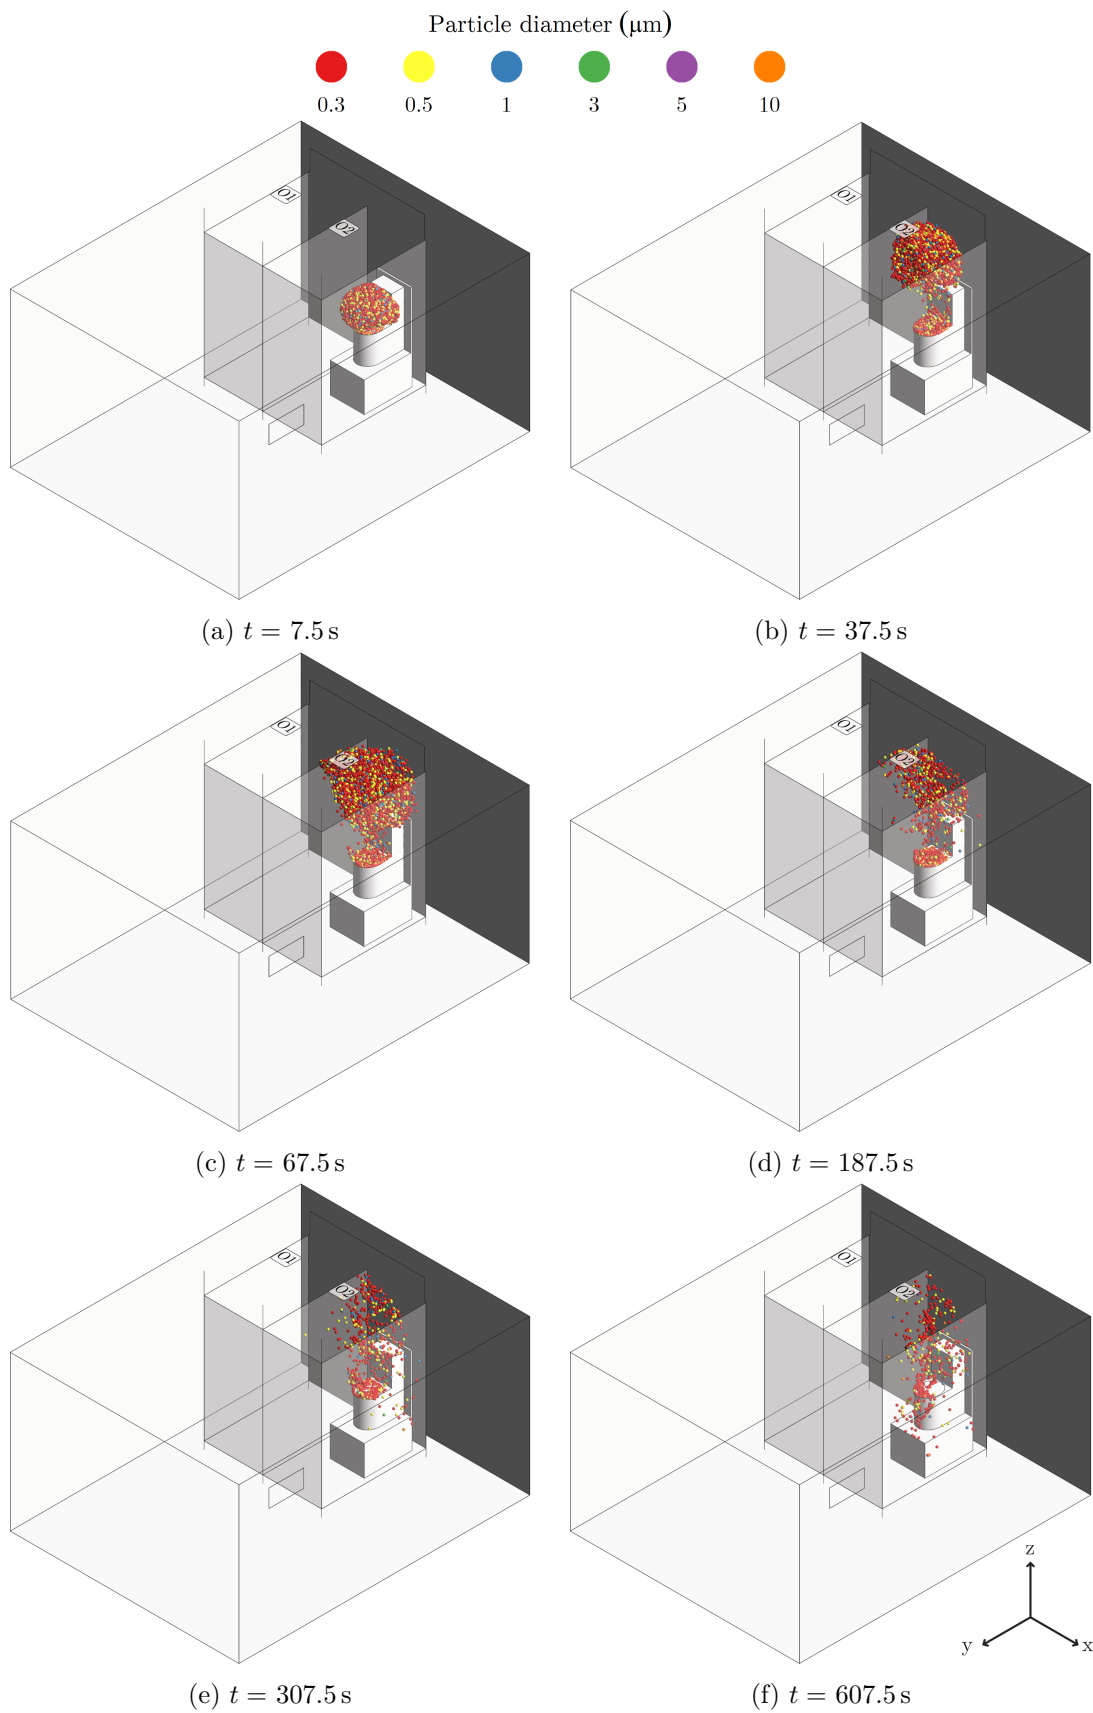 Particle diameter (μm)
0.3 0.5 1 3 5 10
O1 O2
O1 O2
(a) t = 7.5 s
(b) t = 37.5 s
O1 O2
O1 O2
(c) t = 67.5 s
(d) t = 187.5 s
O1 O2
O1 O2
z
y x
(e) t = 307.5 s
(f) t = 607.5 s